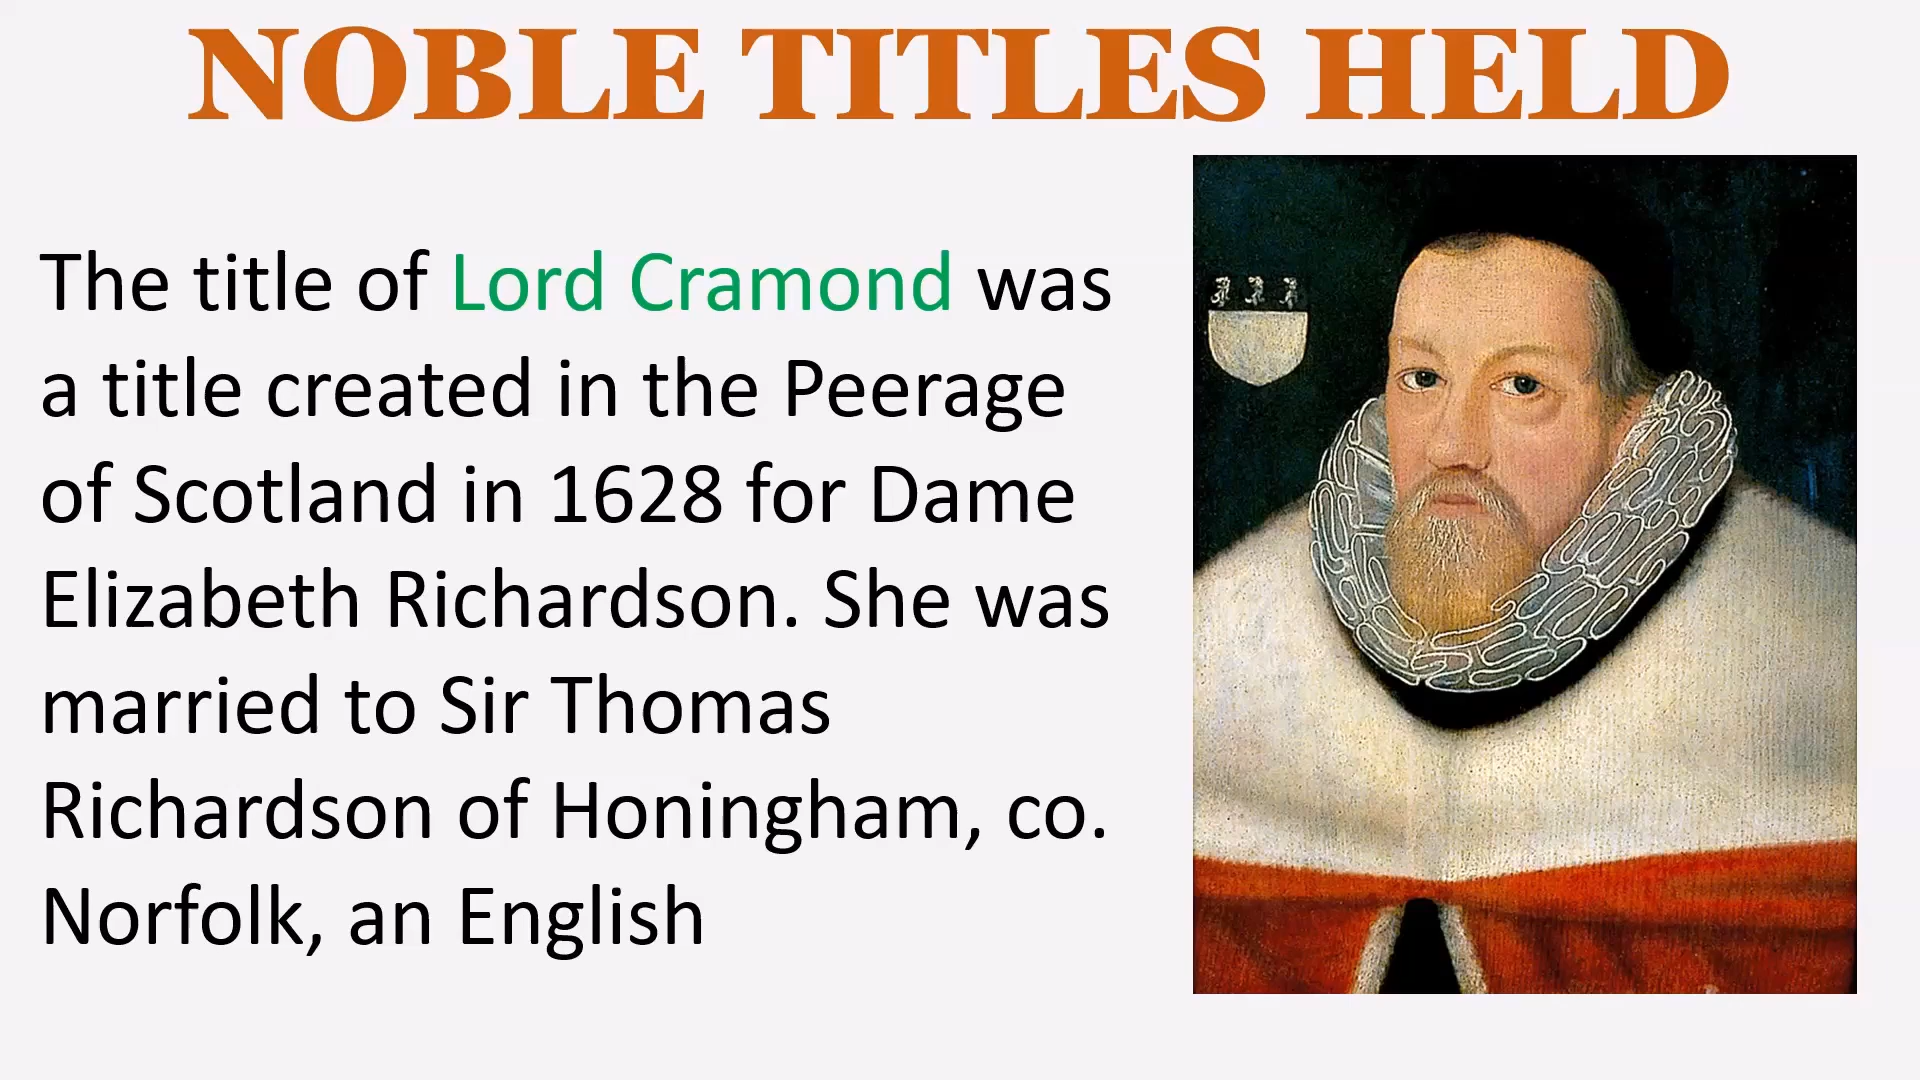 NOBLE TITLES HELD
The title of Lord Cramond was
a title created in the Peerage
of Scotland in 1628 for Dame
Elizabeth Richardson. She was
married to Sir Thomas
Richardson of Honingham, co.
Norfolk, an English